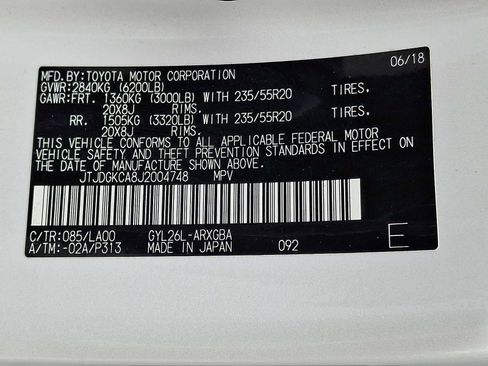 MFD.BY:TOYOTA MOTOR CORPORATION 06/18
GVWR:2840KG (6200LB)
GAWR:FRT. 1360KG (3000LB) WITH 235/55R20 TIRES,
20X8J RIMS,
RR. 1505KG (3320LB) WITH 235/55R20 TIRES,
20X8J RIMS.
THIS VEHICLE CONFORMS TO ALL APPLICABLE FEDERAL MOTOR
VEHICLE SAFETY AND THEFT PREVENTION STANDARDS IN EFFECT ON
THE DATE OF MANUFACTURE SHOWN ABOVE.
JTJDGKCA8J2004748 MPV
C/TR:085/LA00 GYL26L-ARXGBA
A/TM:-02A/P313 MADE IN JAPAN 092 E